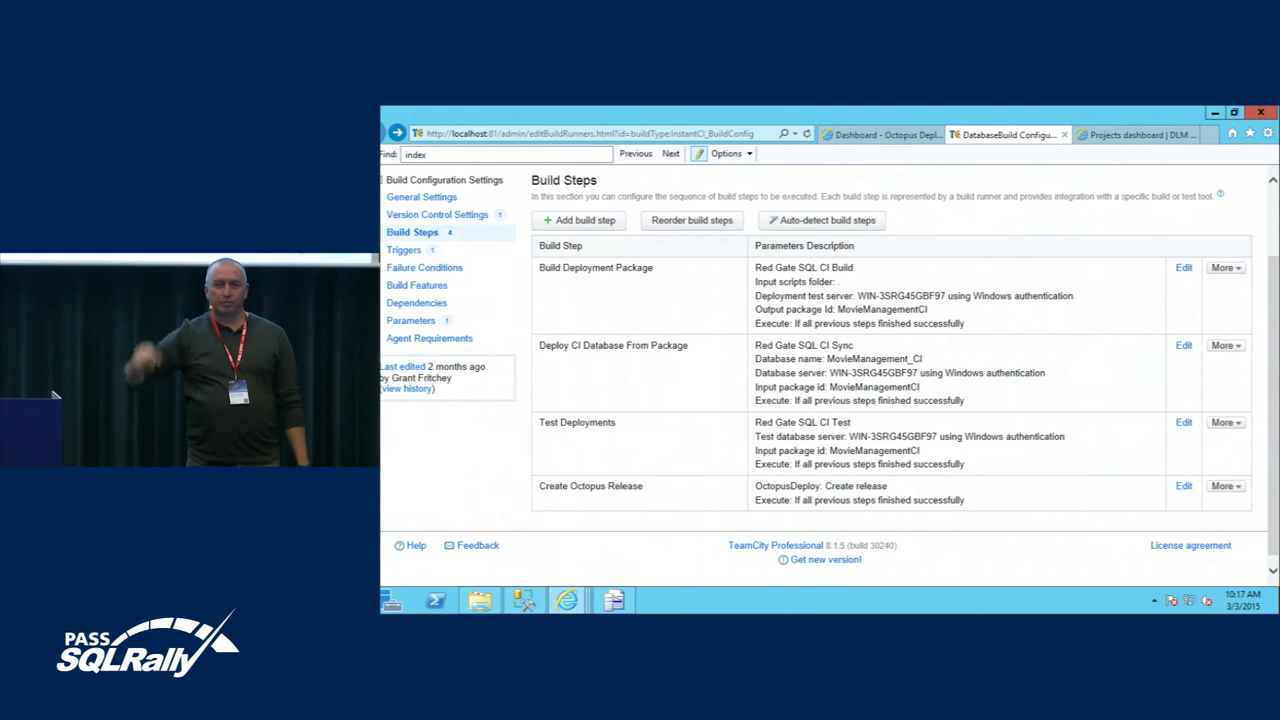 http://localhost:81/admin/editBuildRunners.html?id=buildType:InstantCI_BuildConfig
Dashboard - Octopus Depl...
DatabaseBuild Configu...
Projects dashboard | DLM ...
Find:
index
Previous
Next
Options
Build Configuration Settings
General Settings
Version Control Settings 1
Build Steps 4
Triggers 1
Failure Conditions
Build Features
Dependencies
Parameters 1
Agent Requirements
Last edited 2 months ago
by Grant Fritchey
(view history)
Build Steps
In this section you can configure the sequence of build steps to be executed. Each build step is represented by a build runner and provides integration with a specific build or test tool.
+ Add build step
Reorder build steps
Auto-detect build steps
Build Step
Parameters Description
Build Deployment Package
Red Gate SQL CI Build
Input scripts folder: .
Deployment test server: WIN-3SRG45GBF97 using Windows authentication
Output package Id: MovieManagementCI
Execute: If all previous steps finished successfully
Edit
More
Deploy CI Database From Package
Red Gate SQL CI Sync
Database name: MovieManagement_CI
Database server: WIN-3SRG45GBF97 using Windows authentication
Input package id: MovieManagementCI
Execute: If all previous steps finished successfully
Edit
More
Test Deployments
Red Gate SQL CI Test
Test database server: WIN-3SRG45GBF97 using Windows authentication
Input package id: MovieManagementCI
Execute: If all previous steps finished successfully
Edit
More
Create Octopus Release
OctopusDeploy: Create release
Execute: If all previous steps finished successfully
Edit
More
Help
Feedback
TeamCity Professional 8.1.5 (build 30240)
Get new version!
License agreement
10:17 AM
3/3/2015
PASS
SQLRally